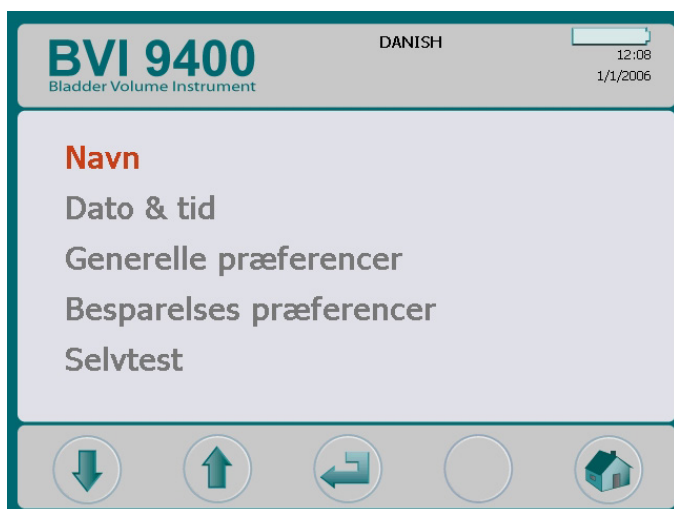 BVI 9400
Bladder Volume Instrument
DANISH
12:08
1/1/2006
Navn
Dato & tid
Generelle præferencer
Besparelses præferencer
Selvtest